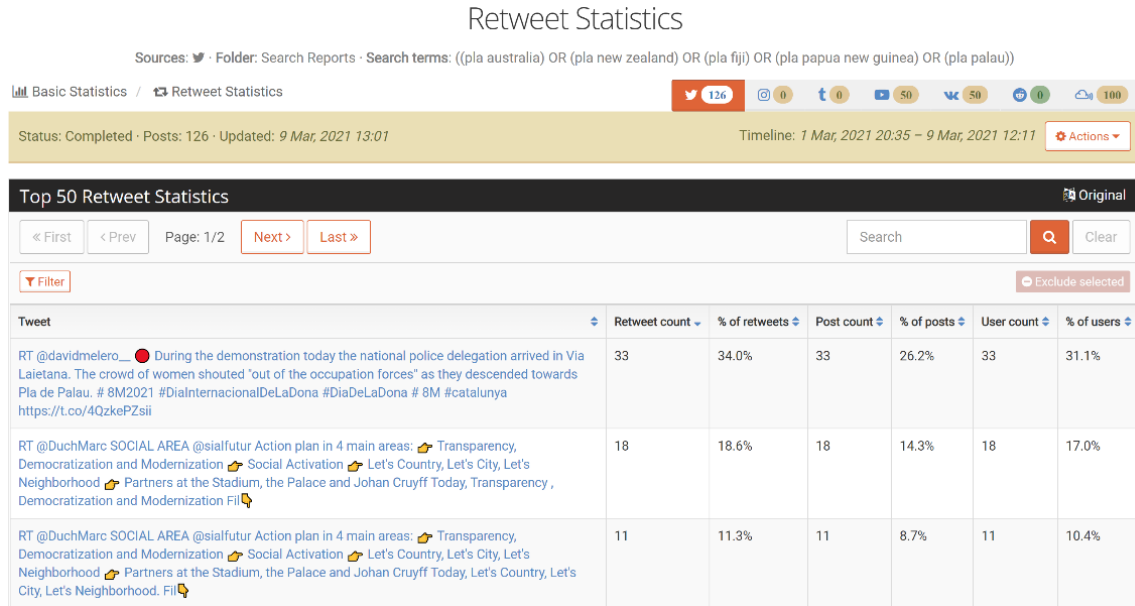 Retweet Statistics
Sources: · Folder: Search Reports · Search terms: ((pla australia) OR (pla new zealand) OR (pla fiji) OR (pla papua new guinea) OR (pla palau))
Basic Statistics / Retweet Statistics
126 0 0 50 50 0 100
Status: Completed · Posts: 126 · Updated: 9 Mar, 2021 13:01
Timeline: 1 Mar, 2021 20:35 – 9 Mar, 2021 12:11 Actions
Top 50 Retweet Statistics
Original
« First < Prev Page: 1/2 Next > Last »
Search Clear
Filter
Exclude selected
Tweet Retweet count % of retweets Post count % of posts User count % of users
RT @davidmelero__ 🔴 During the demonstration today the national police delegation arrived in Via 33 34.0% 33 26.2% 33 31.1%
Laietana. The crowd of women shouted "out of the occupation forces" as they descended towards
Pla de Palau. # 8M2021 #DiaInternacionalDeLaDona #DiaDeLaDona # 8M #catalunya
https://t.co/4QzkePZsii
RT @DuchMarc SOCIAL AREA @sialfutur Action plan in 4 main areas: 👉 Transparency, 18 18.6% 18 14.3% 18 17.0%
Democratization and Modernization 👉 Social Activation 👉 Let's Country, Let's City, Let's
Neighborhood 👉 Partners at the Stadium, the Palace and Johan Cruyff Today, Transparency ,
Democratization and Modernization Fil👇
RT @DuchMarc SOCIAL AREA @sialfutur Action plan in 4 main areas: 👉 Transparency, 11 11.3% 11 8.7% 11 10.4%
Democratization and Modernization 👉 Social Activation 👉 Let's Country, Let's City, Let's
Neighborhood 👉 Partners at the Stadium, the Palace and Johan Cruyff Today, Let's Country, Let's
City, Let's Neighborhood. Fil👇